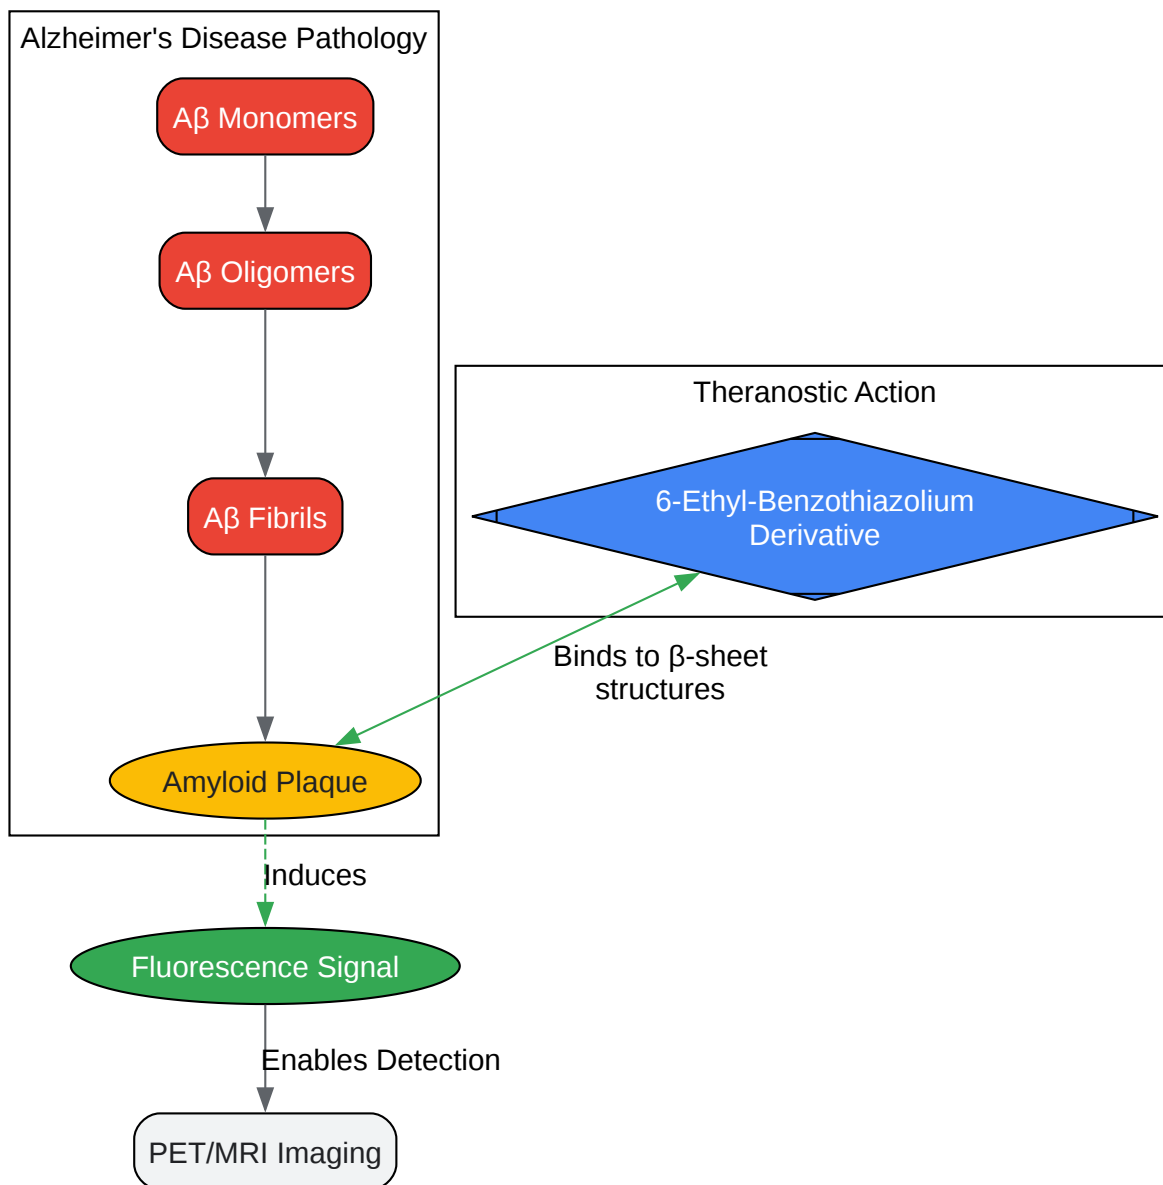 Alzheimer's Disease Pathology
Aβ Monomers
Aβ Oligomers
Theranostic Action
Aβ Fibrils
6-Ethyl-Benzothiazolium
Derivative
Binds to β-sheet
structures
Amyloid Plaque
Induces
Fluorescence Signal
Enables Detection
PET/MRI Imaging